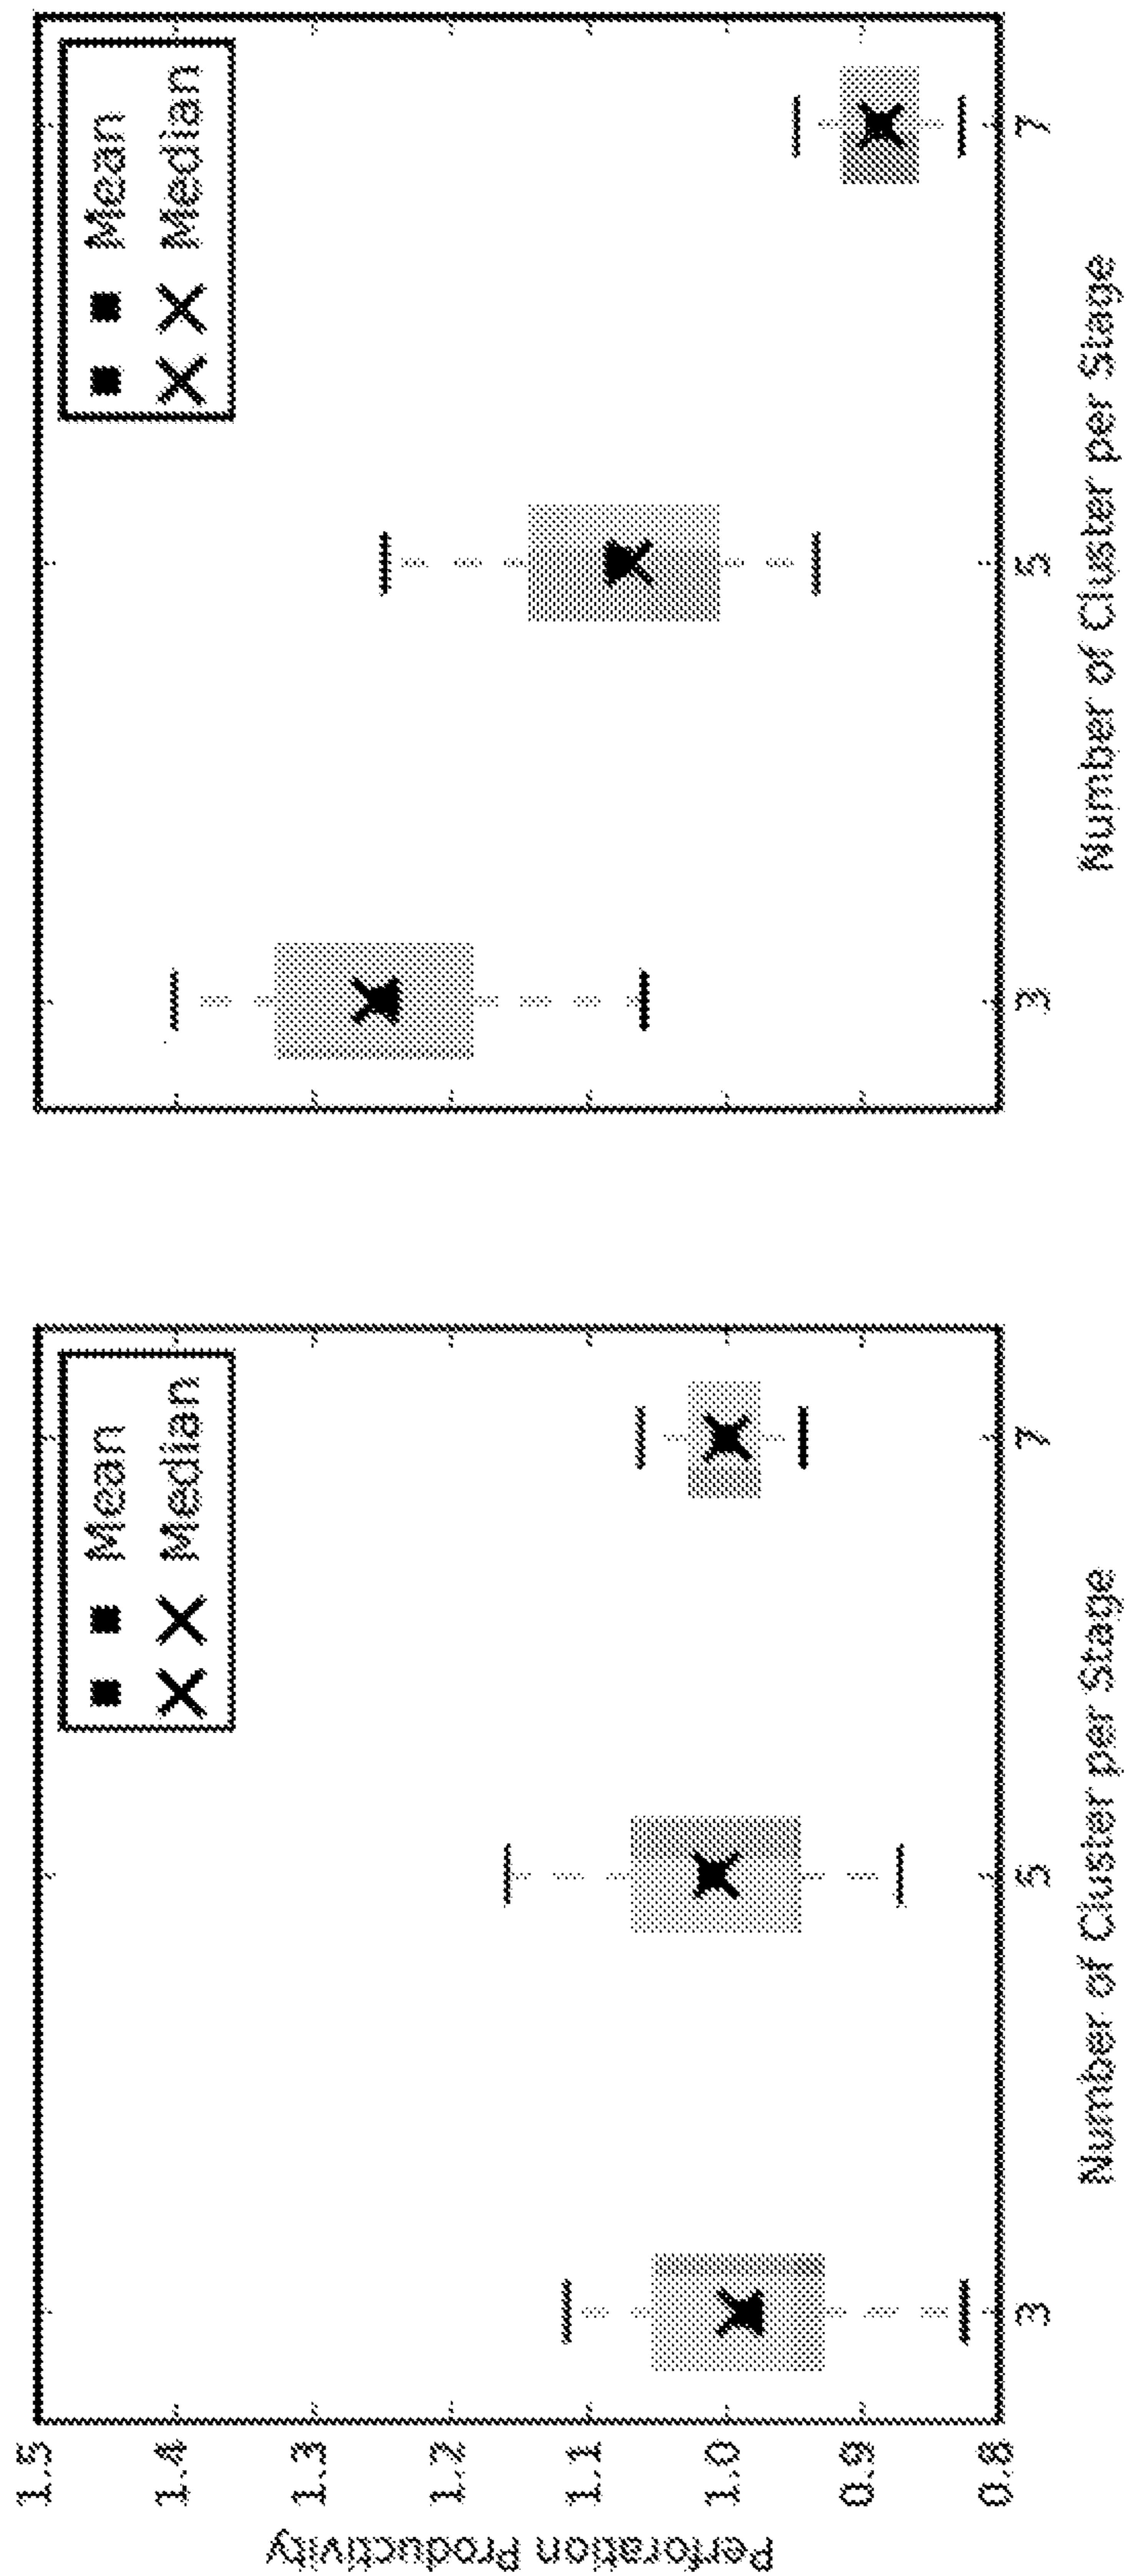 Perforation Productivity
1.5
1.4
1.3
1.2
1.1
1.0
0.9
0.8
Mean
Median
3
5
7
Number of Cluster per Stage
Mean
Median
3
5
7
Number of Cluster per Stage